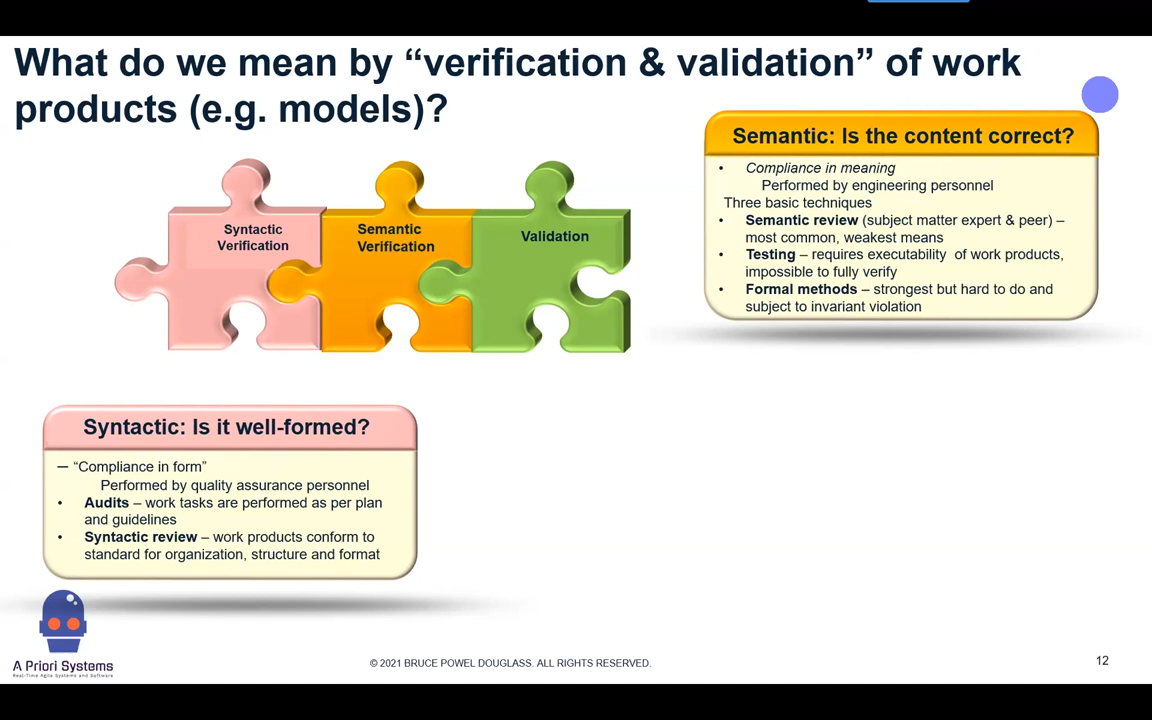 What do we mean by “verification & validation” of work
products (e.g. models)?
Syntactic
Verification
Semantic
Verification
Validation
Semantic: Is the content correct?
• Compliance in meaning
Performed by engineering personnel
Three basic techniques
• Semantic review (subject matter expert & peer) –
most common, weakest means
• Testing – requires executability of work products,
impossible to fully verify
• Formal methods – strongest but hard to do and
subject to invariant violation
Syntactic: Is it well-formed?
— “Compliance in form”
Performed by quality assurance personnel
• Audits – work tasks are performed as per plan
and guidelines
• Syntactic review – work products conform to
standard for organization, structure and format
A Priori Systems
Real-Time Agile Systems and Software
© 2021 BRUCE POWEL DOUGLASS. ALL RIGHTS RESERVED.
12